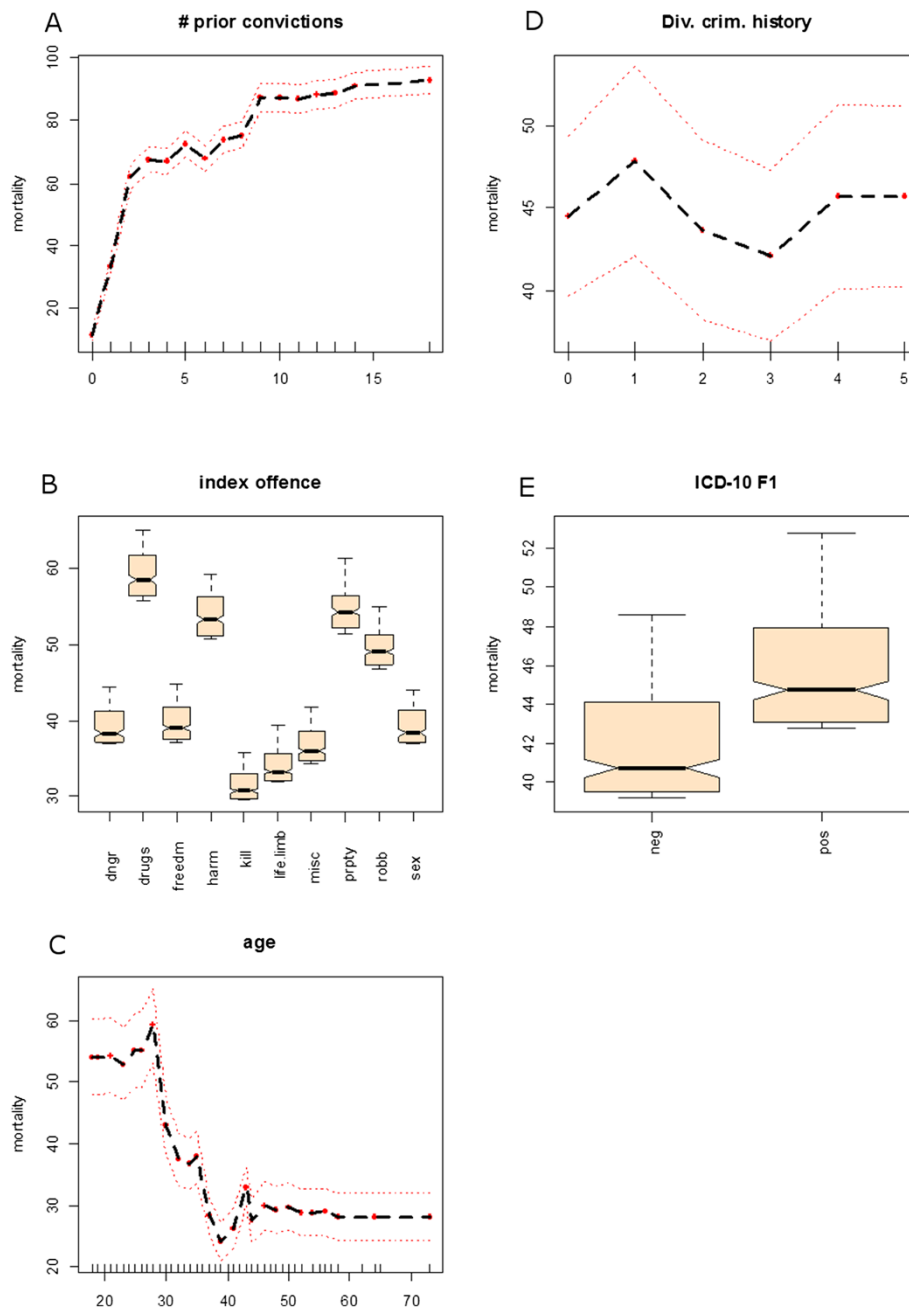 A
# prior convictions
mortality
100
80
60
40
20
0 5 10 15
D
Div. crim. history
mortality
50
45
40
0 1 2 3 4 5
B
index offence
mortality
60
50
40
30
dngr
drugs
freedm
harm
kill
life.limb
misc
prpty
robb
sex
E
ICD-10 F1
mortality
52
50
48
46
44
42
40
neg
pos
C
age
mortality
60
50
40
30
20
20 30 40 50 60 70